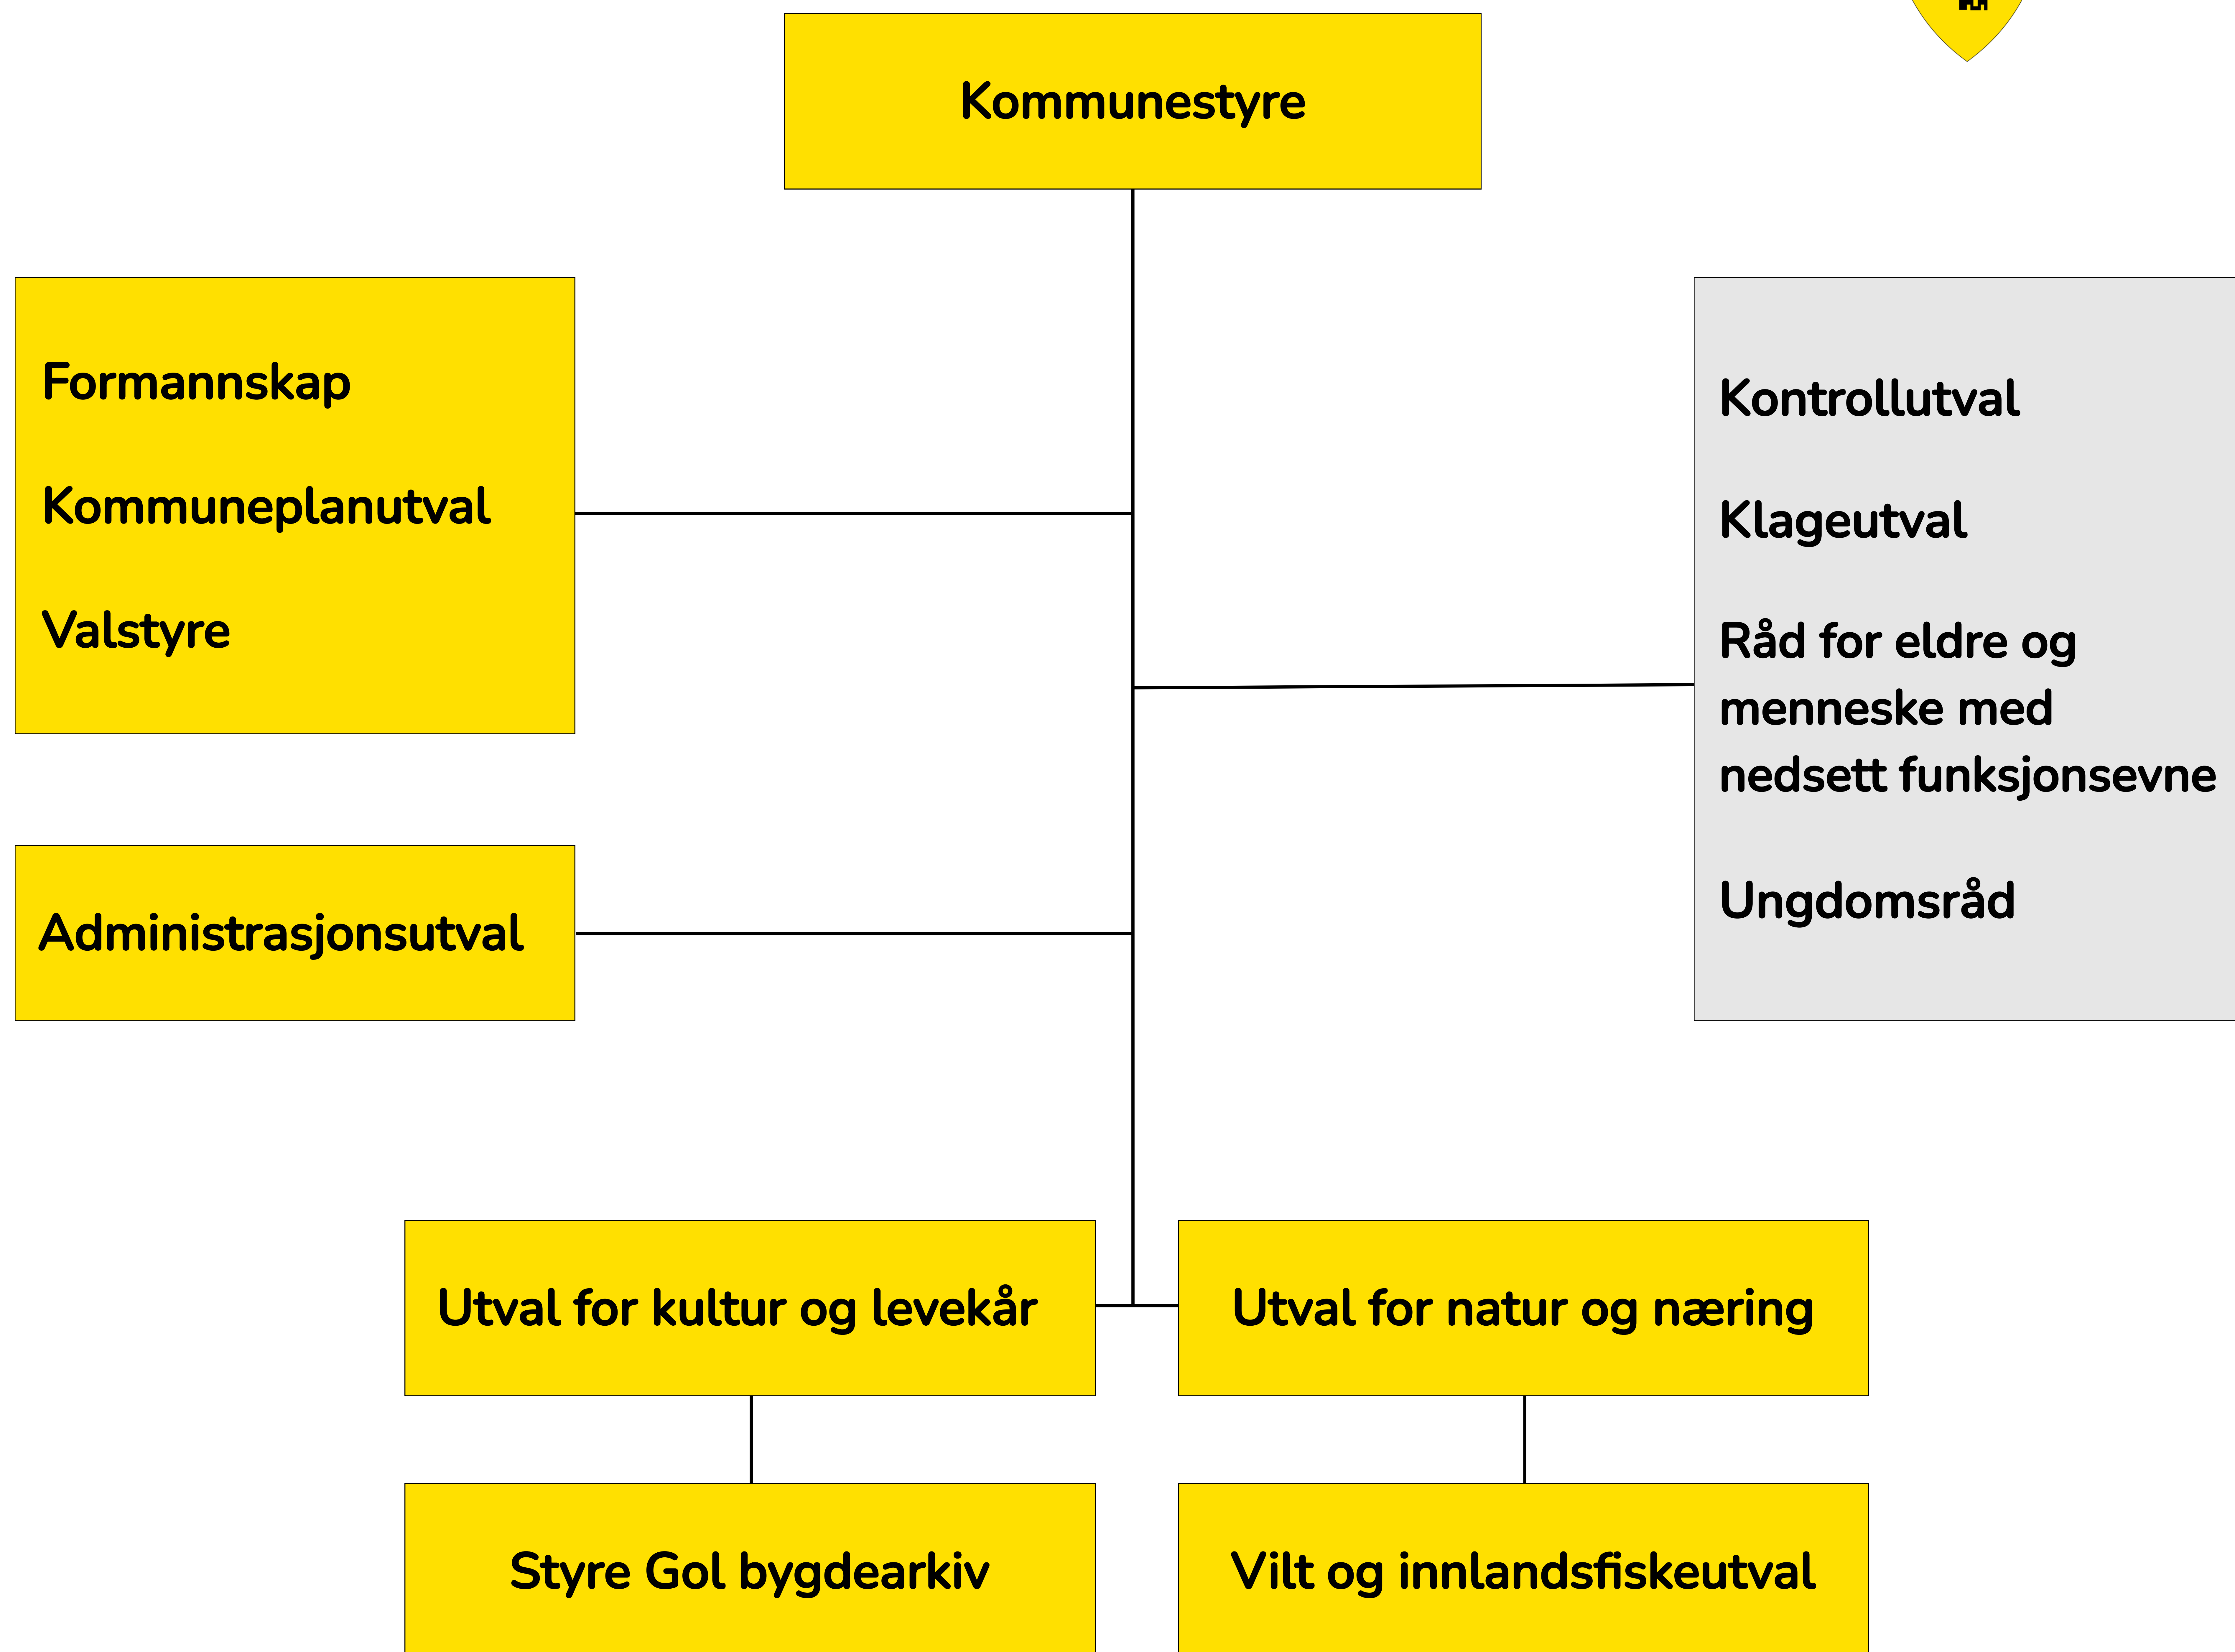 Kommunestyre
Formannskap
Kommuneplanutval
Valstyre
Kontrollutval
Klageutval
Råd for eldre og
menneske med
nedsett funksjonsevne
Ungdomsråd
Administrasjonsutval
Utval for kultur og levekår
Utval for natur og næring
Styre Gol bygdearkiv
Vilt og innlandsfiskeutval